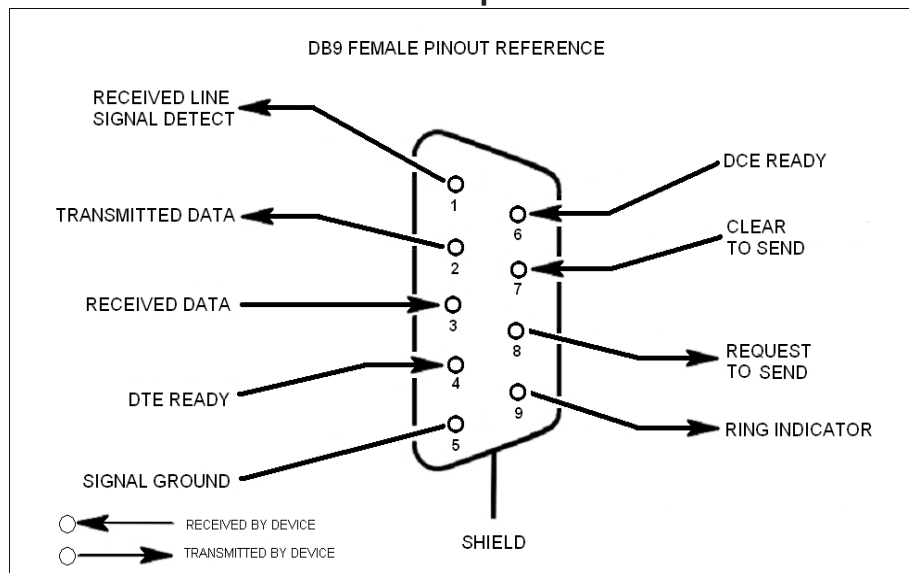 DB9 FEMALE PINOUT REFERENCE
RECEIVED LINE
SIGNAL DETECT
TRANSMITTED DATA
RECEIVED DATA
DTE READY
SIGNAL GROUND
1
2
3
4
5
6
7
8
9
DCE READY
CLEAR
TO SEND
REQUEST
TO SEND
RING INDICATOR
SHIELD
RECEIVED BY DEVICE
TRANSMITTED BY DEVICE